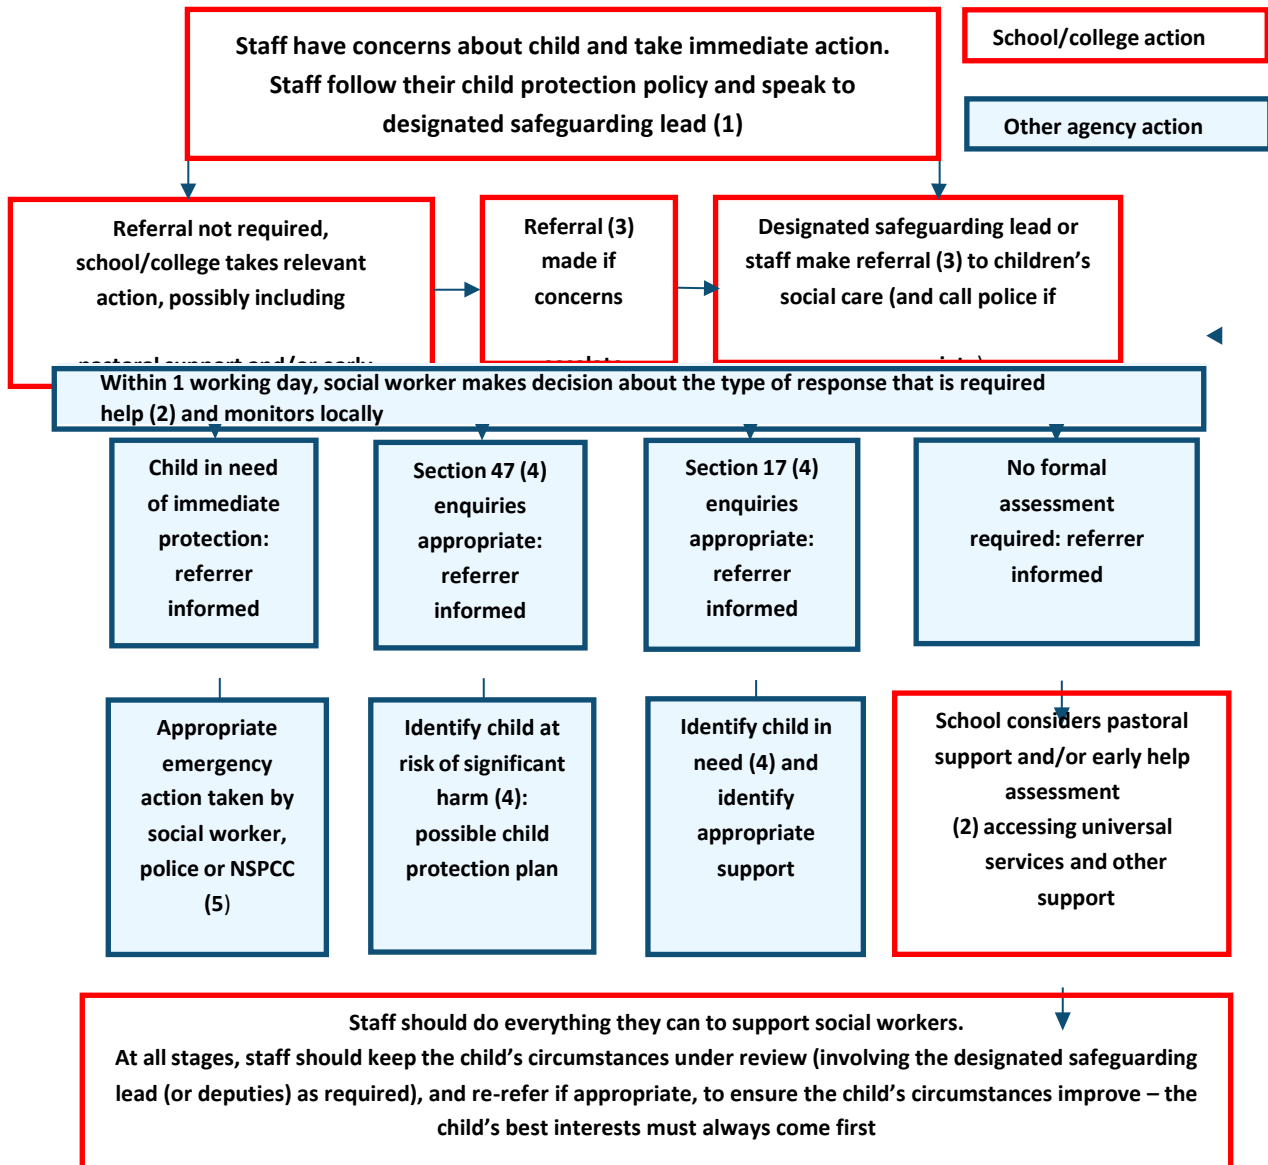 Staff have concerns about child and take immediate action.
Staff follow their child protection policy and speak to
designated safeguarding lead (1)
School/college action
Other agency action
Referral not required,
school/college takes relevant
action, possibly including
pastoral support and/or early
Referral (3)
made if
concerns
escalate
Designated safeguarding lead or
staff make referral (3) to children’s
social care (and call police if
Within 1 working day, social worker makes decision about the type of response that is required
help (2) and monitors locally
Child in need
of immediate
protection:
referrer
informed
Section 47 (4)
enquiries
appropriate:
referrer
informed
Section 17 (4)
enquiries
appropriate:
referrer
informed
No formal
assessment
required: referrer
informed
Appropriate
emergency
action taken by
social worker,
police or NSPCC
(5)
Identify child at
risk of significant
harm (4):
possible child
protection plan
Identify child in
need (4) and
identify
appropriate
support
School considers pastoral
support and/or early help
assessment
(2) accessing universal
services and other
support
Staff should do everything they can to support social workers.
At all stages, staff should keep the child’s circumstances under review (involving the designated safeguarding
lead (or deputies) as required), and re-refer if appropriate, to ensure the child’s circumstances improve – the
child’s best interests must always come first